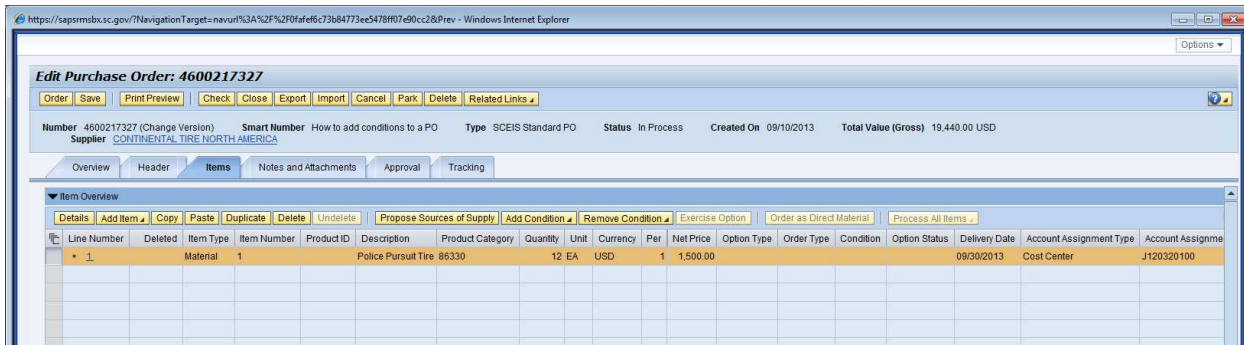 https://sapsrmsbx.sc.gov/?NavigationTarget=navurl%3A%2F%2F0fafef6c73b84773ee5478ff07e90cc2&Prev - Windows Internet Explorer
Options
Edit Purchase Order: 4600217327
Order Save Print Preview Check Close Export Import Cancel Park Delete Related Links
Number 4600217327 (Change Version) Smart Number How to add conditions to a PO Type SCEIS Standard PO Status In Process Created On 09/10/2013 Total Value (Gross) 19,440.00 USD
Supplier CONTINENTAL TIRE NORTH AMERICA
Overview Header Items Notes and Attachments Approval Tracking
Item Overview
Details Add Item Copy Paste Duplicate Delete Undelete Propose Sources of Supply Add Condition Remove Condition Exercise Option Order as Direct Material Process All Items
Line Number Deleted Item Type Item Number Product ID Description Product Category Quantity Unit Currency Per Net Price Option Type Order Type Condition Option Status Delivery Date Account Assignment Type Account Assignme
• 1 Material 1 Police Pursuit Tire 86330 12 EA USD 1 1,500.00 09/30/2013 Cost Center J120320100